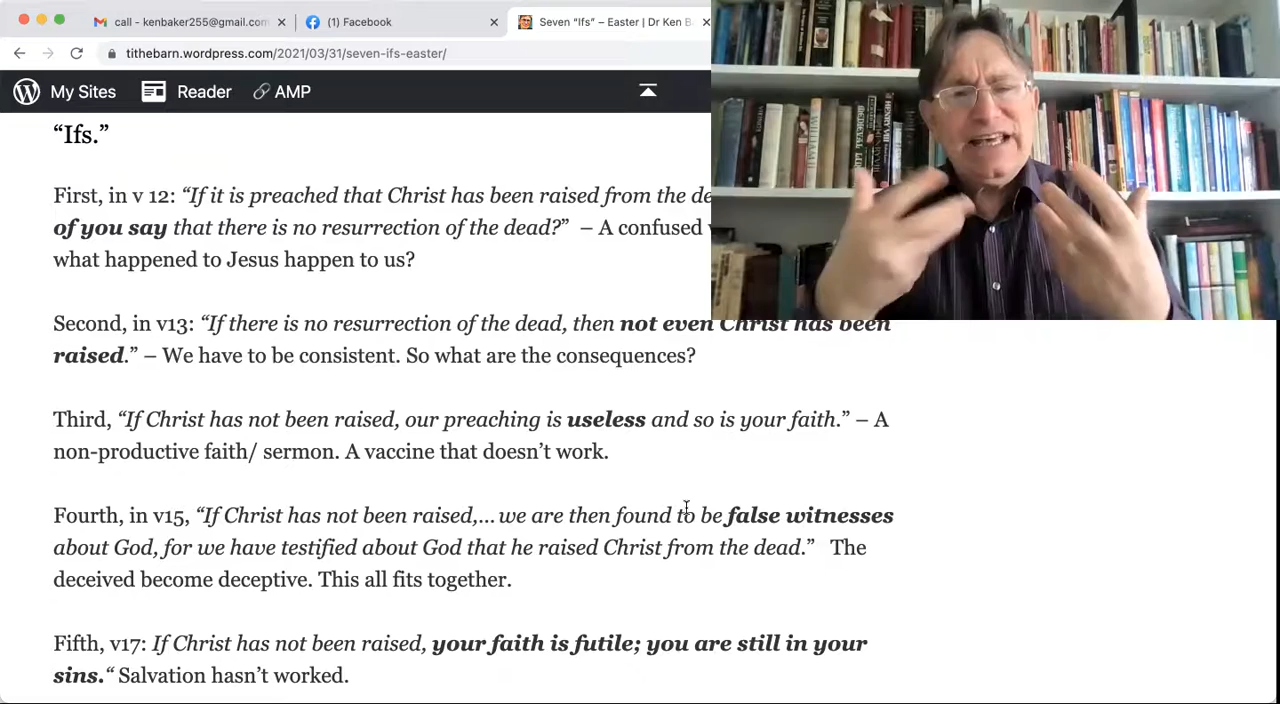 call - kenbaker255@gmail.com
(1) Facebook
Seven “Ifs” – Easter | Dr Ken B
tithebarn.wordpress.com/2021/03/31/seven-ifs-easter/
My Sites
Reader
AMP
“Ifs.”
First, in v 12: “If it is preached that Christ has been raised from the de
of you say that there is no resurrection of the dead?” – A confused
what happened to Jesus happen to us?
Second, in v13: “If there is no resurrection of the dead, then not even Christ has been
raised.” – We have to be consistent. So what are the consequences?
Third, “If Christ has not been raised, our preaching is useless and so is your faith.” – A
non-productive faith/ sermon. A vaccine that doesn’t work.
Fourth, in v15, “If Christ has not been raised,… we are then found to be false witnesses
about God, for we have testified about God that he raised Christ from the dead.” The
deceived become deceptive. This all fits together.
Fifth, v17: If Christ has not been raised, your faith is futile; you are still in your
sins.“ Salvation hasn’t worked.
HENRY VIII